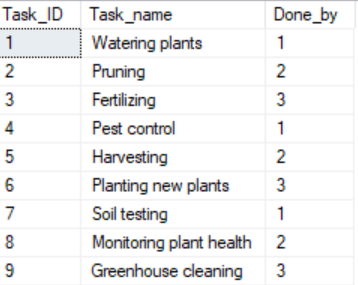 Task_ID Task_name Done_by
1 Watering plants 1
2 Pruning 2
3 Fertilizing 3
4 Pest control 1
5 Harvesting 2
6 Planting new plants 3
7 Soil testing 1
8 Monitoring plant health 2
9 Greenhouse cleaning 3